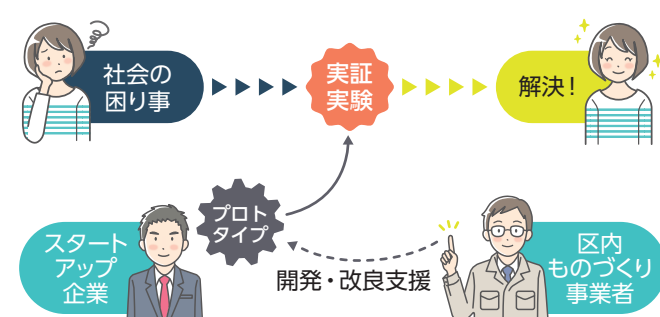 社会の
困り事
実証
実験
解決！
プロト
タイプ
スタート
アップ
企業
開発・改良支援
区内
ものづくり
事業者